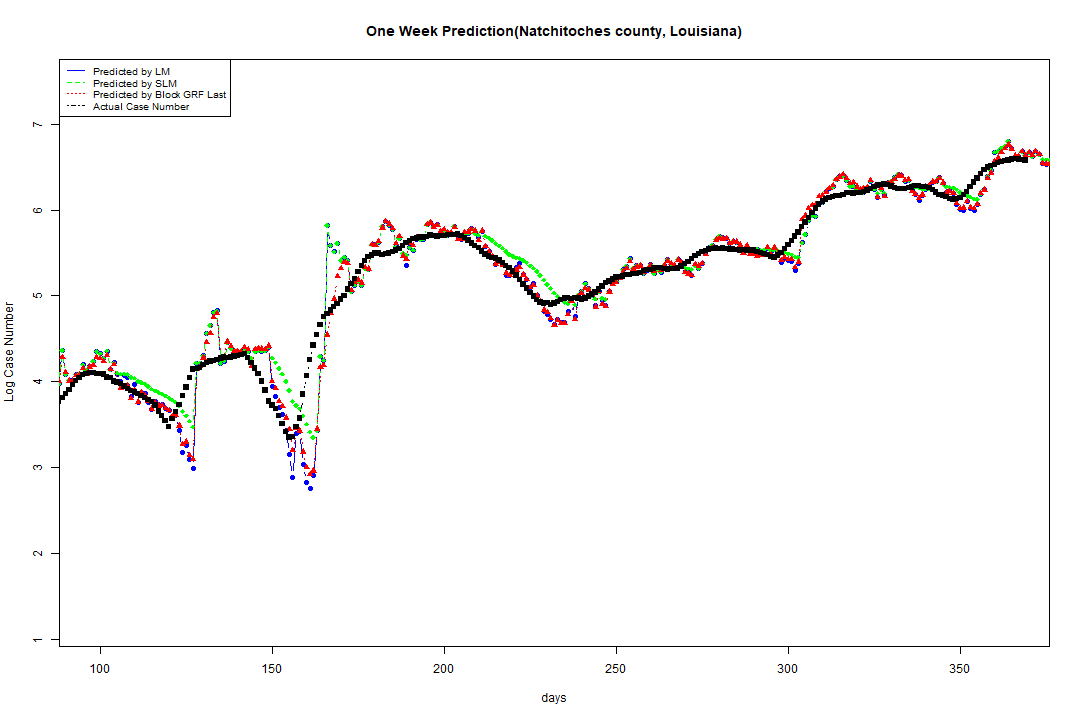 One Week Prediction(Natchitoches county, Louisiana)
Predicted by LM
Predicted by SLM
Predicted by Block GRF Last
Actual Case Number
7
6
5
4
3
2
1
Log Case Number
100 150 200 250 300 350
days